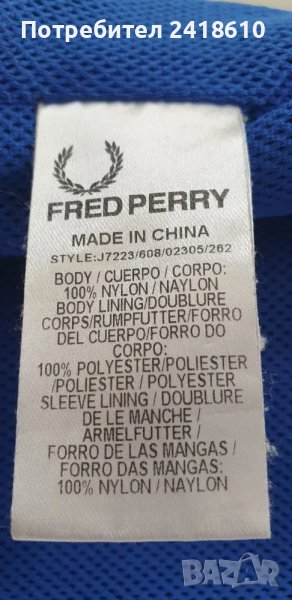 Потребител 2418610
FRED PERRY
MADE IN CHINA
STYLE:J7223/608/02305/262
BODY / CUERPO / CORPO:
100% NYLON / NAYLON
BODY LINING/DOUBLURE
CORPS/RUMPFUTTER/FORRO
DEL CUERPO/FORRO DO
CORPO:
100% POLYESTER/POLIESTER
/POLIESTER / POLYESTER
SLEEVE LINING / DOUBLURE
DE LE MANCHE /
ARMELFUTTER /
FORRO DE LAS MANGAS /
FORRO DAS MANGAS:
100% NYLON / NAYLON
BAZAR
bg